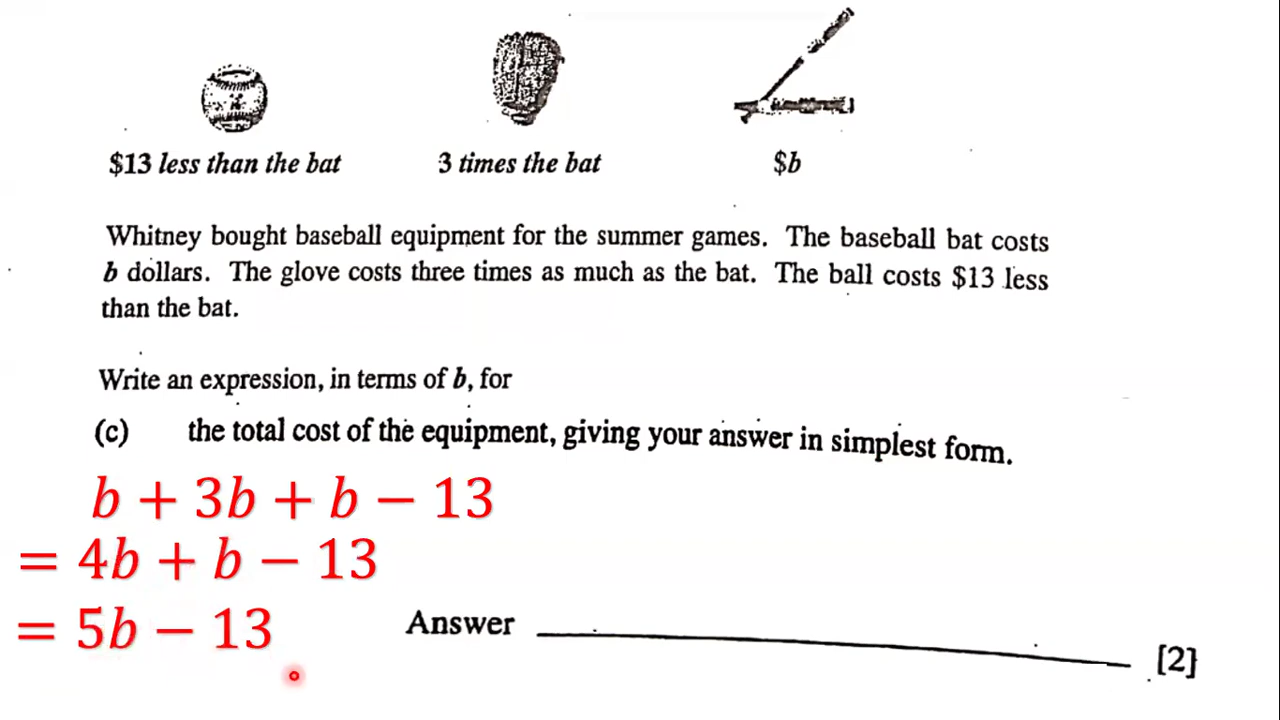 $13 less than the bat 3 times the bat $b
Whitney bought baseball equipment for the summer games. The baseball bat costs
b dollars. The glove costs three times as much as the bat. The ball costs $13 less
than the bat.
Write an expression, in terms of b, for
(c) the total cost of the equipment, giving your answer in simplest form.
b + 3b + b − 13
= 4b + b − 13
= 5b − 13
Answer ____________________ [2]